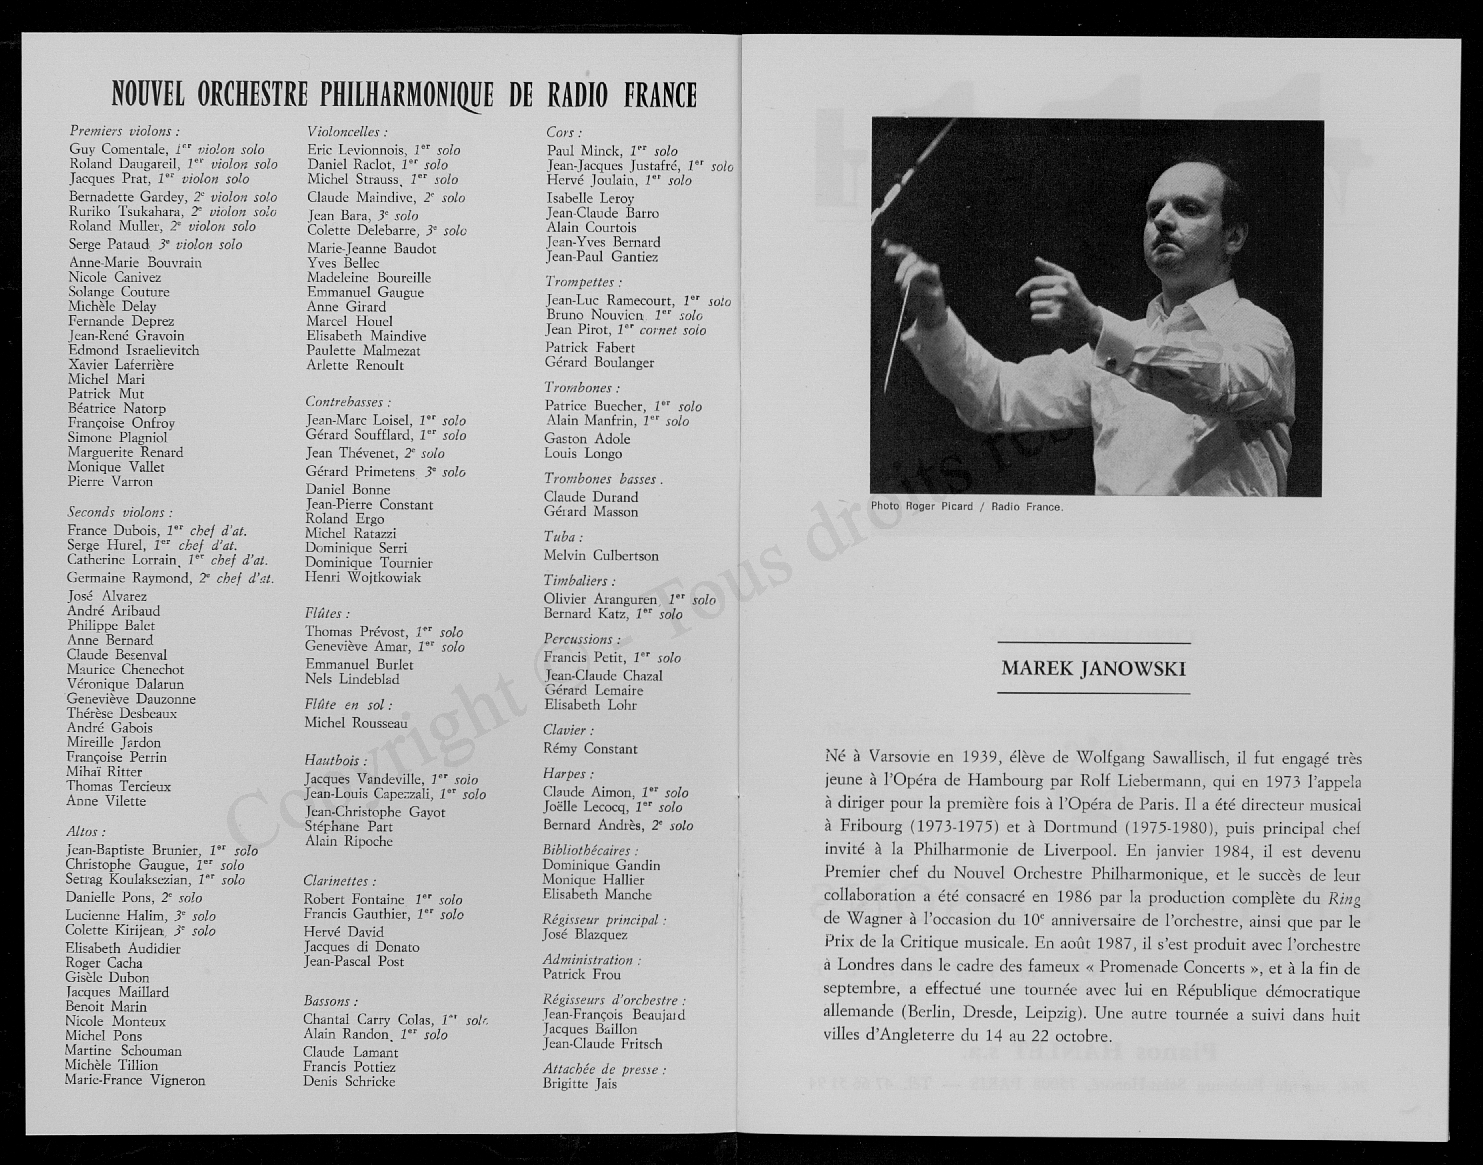 NOUVEL ORCHESTRE PHILHARMONIQUE DE RADIO FRANCE
Premiers violons :
Guy Comentale, 1er violon solo
Roland Daugareil, 1er violon solo
Jacques Prat, 1er violon solo
Bernadette Gardey, 2e violon solo
Ruriko Tsukahara, 2e violon solo
Roland Muller, 2e violon solo
Serge Pataud 3e violon solo
Anne-Marie Bouvrain
Nicole Canivez
Solange Couture
Michèle Delay
Fernande Deprez
Jean-René Gravoin
Edmond Israelievitch
Xavier Laferrière
Michel Mari
Patrick Mut
Béatrice Natorp
Françoise Onfroy
Simone Plagniol
Marguerite Renard
Monique Vallet
Pierre Varron
Seconds violons :
France Dubois, 1er chef d'at.
Serge Hurel, 1er chef d'at.
Catherine Lorrain, 1er chef d'at.
Germaine Raymond, 2e chef d'at.
José Alvarez
André Aribaud
Philippe Balet
Anne Bernard
Claude Besenval
Maurice Chenechot
Véronique Dalarun
Geneviève Dauzonne
Thérèse Desbeaux
André Gabois
Mireille Jardon
Françoise Perrin
Mihaï Ritter
Thomas Tercieux
Anne Vilette
Altos :
Jean-Baptiste Brunier, 1er solo
Christophe Gaugue, 1er solo
Setrag Koulaksezian, 1er solo
Danielle Pons, 2e solo
Lucienne Halim, 3e solo
Colette Kirijean, 3e solo
Elisabeth Audidier
Roger Cacha
Gisèle Dubon
Jacques Maillard
Benoit Marin
Nicole Monteux
Michel Pons
Martine Schouman
Michèle Tillion
Marie-France Vigneron
Violoncelles :
Eric Levionnois, 1er solo
Daniel Raclot, 1er solo
Michel Strauss, 1er solo
Claude Maindive, 2e solo
Jean Bara, 3e solo
Colette Delebarre, 3e solo
Marie-Jeanne Baudot
Yves Bellec
Madeleine Boureille
Emmanuel Gaugue
Anne Girard
Marcel Houel
Elisabeth Maindive
Paulette Malmezat
Arlette Renoult
Contrebasses :
Jean-Marc Loisel, 1er solo
Gérard Soufflard, 1er solo
Jean Thévenet, 2e solo
Gérard Primetens 3e solo
Daniel Bonne
Jean-Pierre Constant
Roland Ergo
Michel Ratazzi
Dominique Serri
Dominique Tournier
Henri Wojtkowiak
Flûtes :
Thomas Prévost, 1er solo
Geneviève Amar, 1er solo
Emmanuel Burlet
Nels Lindeblad
Flûte en sol :
Michel Rousseau
Hautbois :
Jacques Vandeville, 1er solo
Jean-Louis Capezzali, 1er solo
Jean-Christophe Gayot
Stéphane Part
Alain Ripoche
Clarinettes :
Robert Fontaine 1er solo
Francis Gauthier, 1er solo
Hervé David
Jacques di Donato
Jean-Pascal Post
Bassons :
Chantal Carry Colas, 1er solo
Alain Randon, 1er solo
Claude Lamant
Francis Pottiez
Denis Schricke
Cors :
Paul Minck, 1er solo
Jean-Jacques Justafré, 1er solo
Hervé Joulain, 1er solo
Isabelle Leroy
Jean-Claude Barro
Alain Courtois
Jean-Yves Bernard
Jean-Paul Gantiez
Trompettes :
Jean-Luc Ramecourt, 1er solo
Bruno Nouvion 1er solo
Jean Pirot, 1er cornet solo
Patrick Fabert
Gérard Boulanger
Trombones :
Patrice Buecher, 1er solo
Alain Manfrin, 1er solo
Gaston Adole
Louis Longo
Trombones basses .
Claude Durand
Gérard Masson
Tuba :
Melvin Culbertson
Timbaliers :
Olivier Aranguren 1er solo
Bernard Katz, 1er solo
Percussions :
Francis Petit, 1er solo
Jean-Claude Chazal
Gérard Lemaire
Elisabeth Lohr
Clavier :
Rémy Constant
Harpes :
Claude Aimon, 1er solo
Joëlle Lecocq, 1er solo
Bernard Andrès, 2e solo
Bibliothécaires :
Dominique Gandin
Monique Hallier
Elisabeth Manche
Régisseur principal :
José Blazquez
Administration :
Patrick Frou
Régisseurs d'orchestre :
Jean-François Beaujard
Jacques Baillon
Jean-Claude Fritsch
Attachée de presse :
Brigitte Jais
Photo Roger Picard / Radio France.
MAREK JANOWSKI
Né à Varsovie en 1939, élève de Wolfgang Sawallisch, il fut engagé très
jeune à l'Opéra de Hambourg par Rolf Liebermann, qui en 1973 l'appela
à diriger pour la première fois à l'Opéra de Paris. Il a été directeur musical
à Fribourg (1973-1975) et à Dortmund (1975-1980), puis principal chef
invité à la Philharmonie de Liverpool. En janvier 1984, il est devenu
Premier chef du Nouvel Orchestre Philharmonique, et le succès de leur
collaboration a été consacré en 1986 par la production complète du Ring
de Wagner à l'occasion du 10e anniversaire de l'orchestre, ainsi que par le
Prix de la Critique musicale. En août 1987, il s'est produit avec l'orchestre
à Londres dans le cadre des fameux « Promenade Concerts », et à la fin de
septembre, a effectué une tournée avec lui en République démocratique
allemande (Berlin, Dresde, Leipzig). Une autre tournée a suivi dans huit
villes d'Angleterre du 14 au 22 octobre.
Copyright © - Tous droits